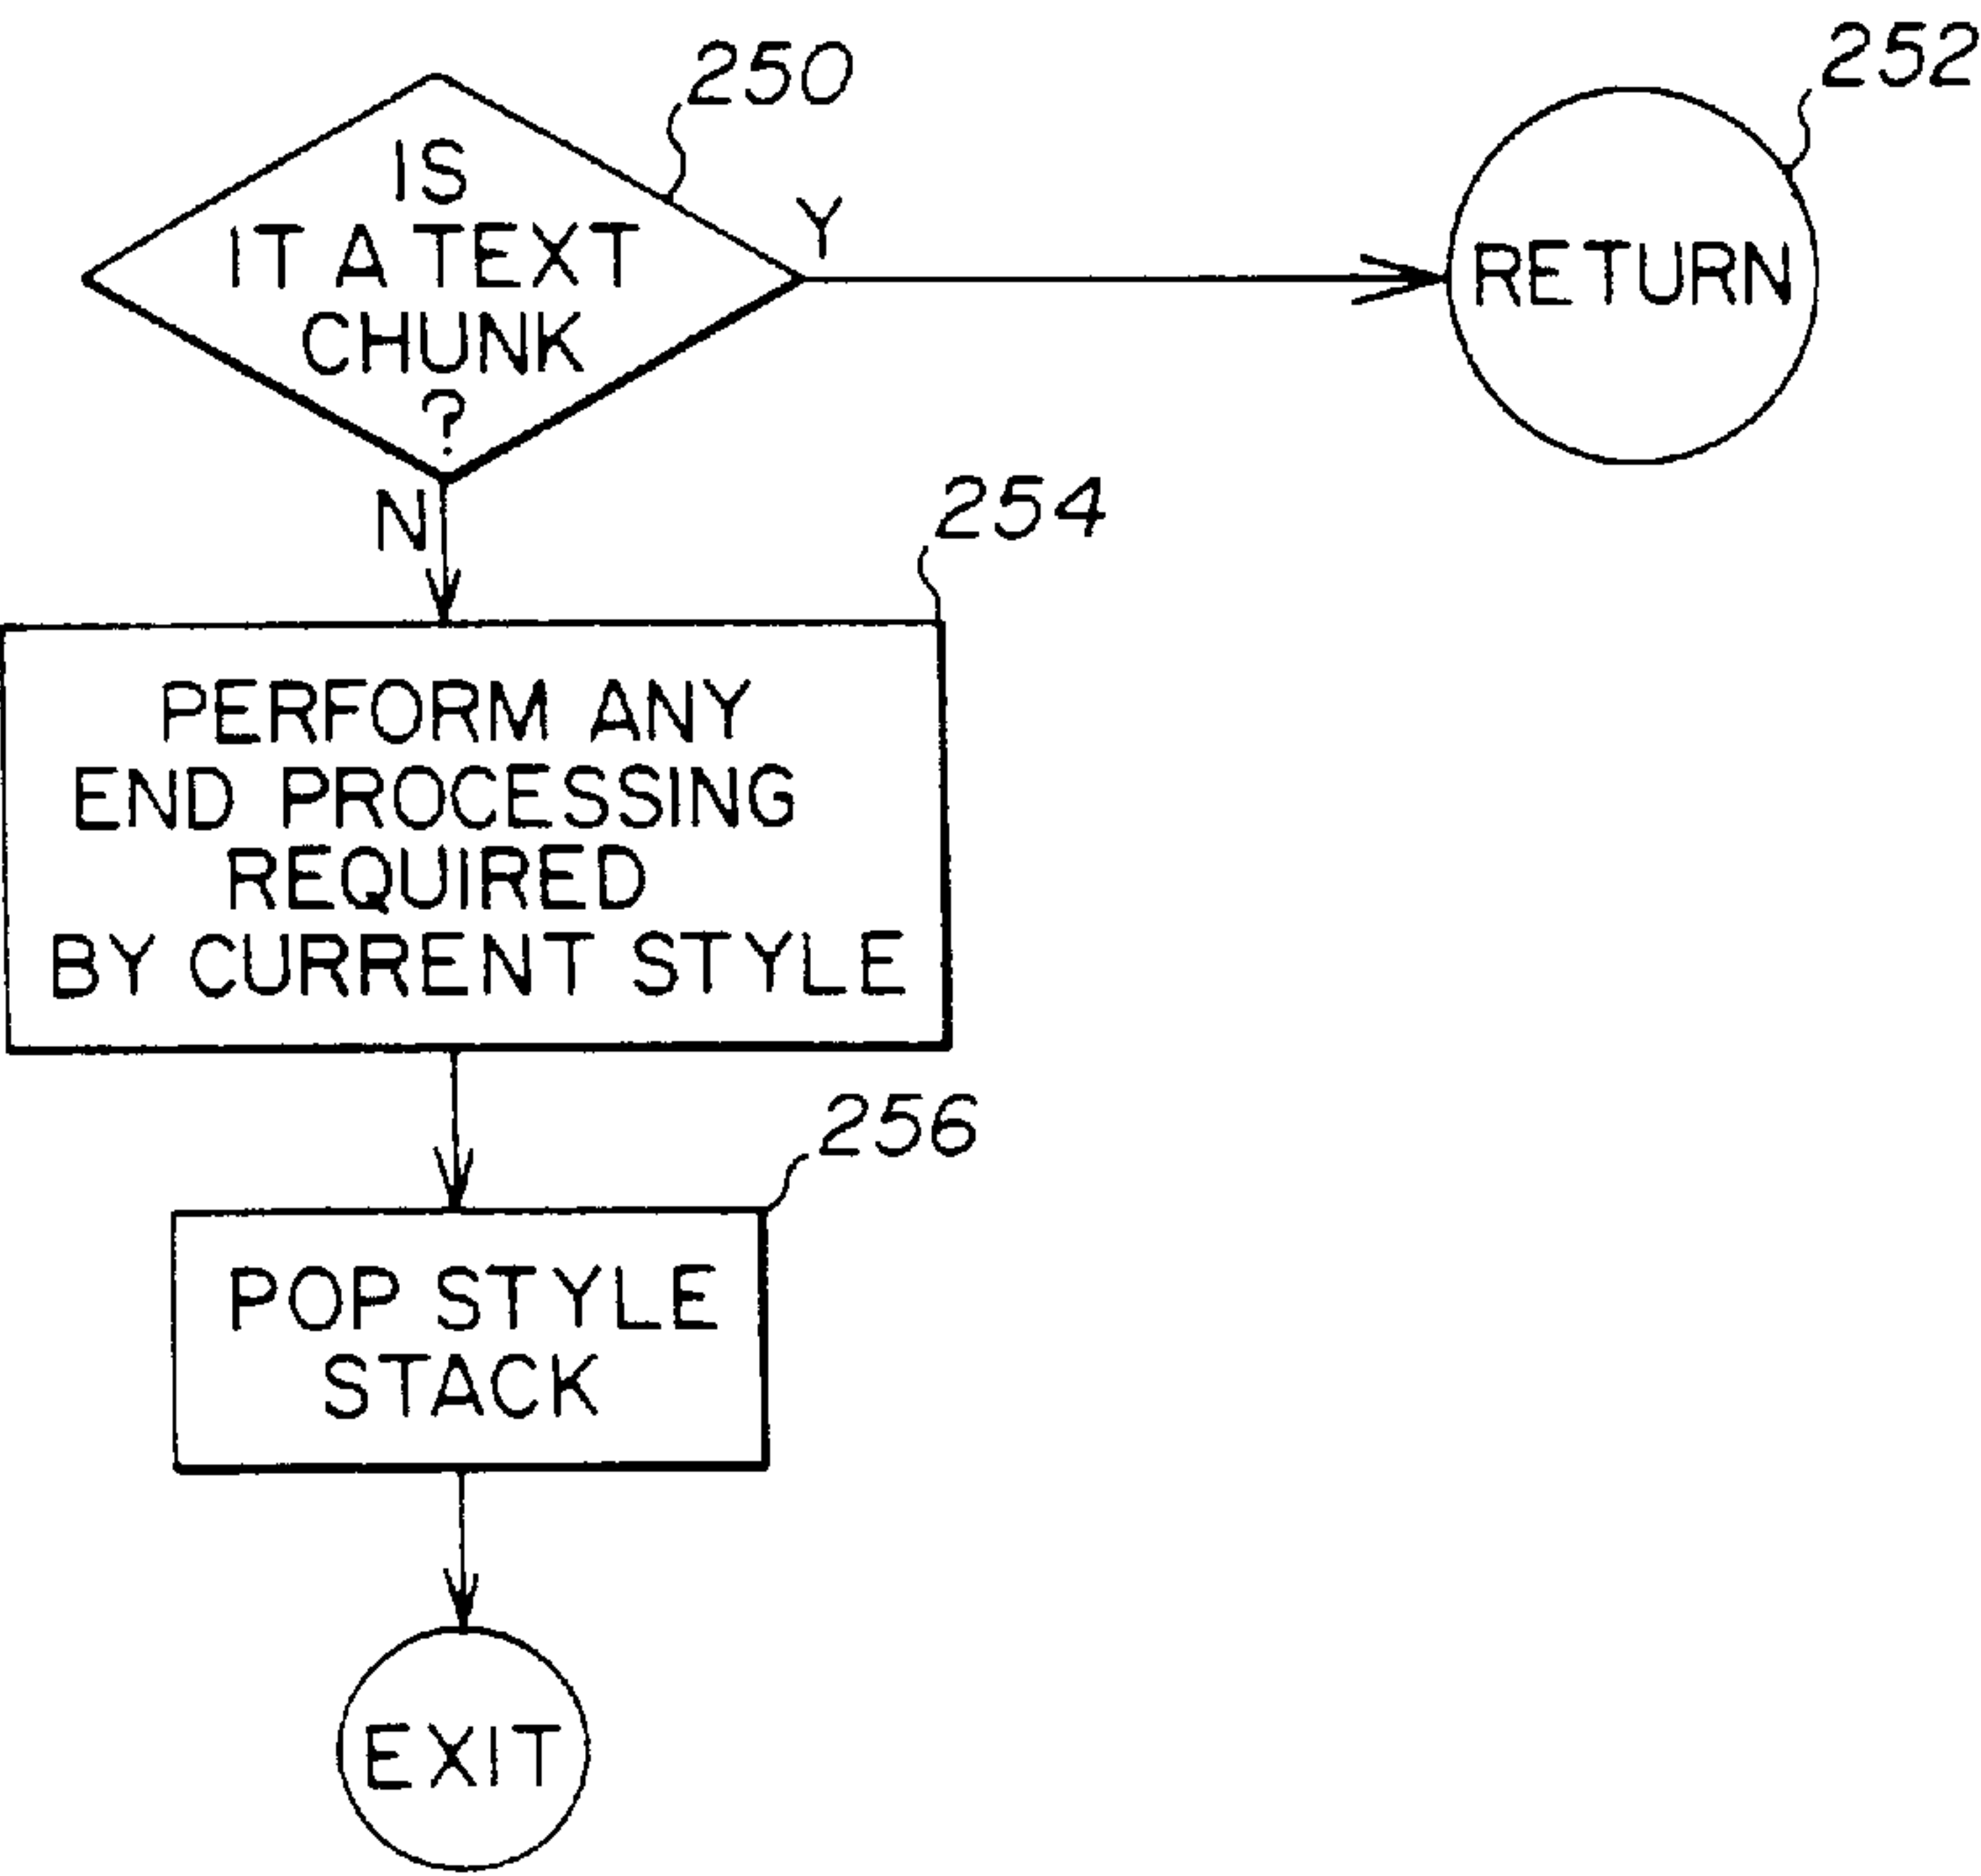 250
252
IS
IT A TEXT
CHUNK
?
Y
RETURN
N
254
PERFORM ANY
END PROCESSING
REQUIRED
BY CURRENT STYLE
256
POP STYLE
STACK
EXIT